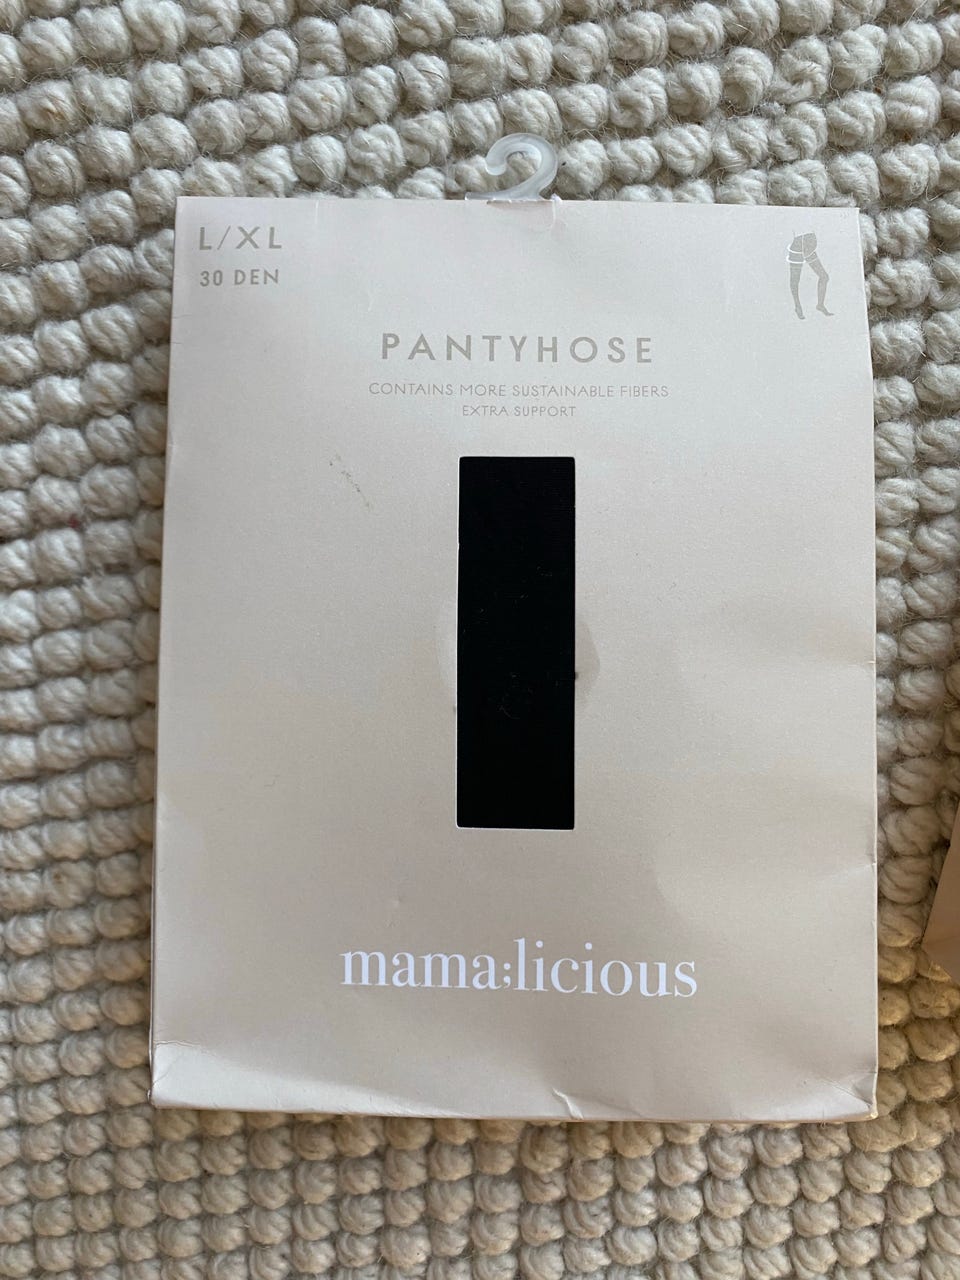 L/XL
30 DEN
PANTYHOSE
CONTAINS MORE SUSTAINABLE FIBERS
EXTRA SUPPORT
mama;licious